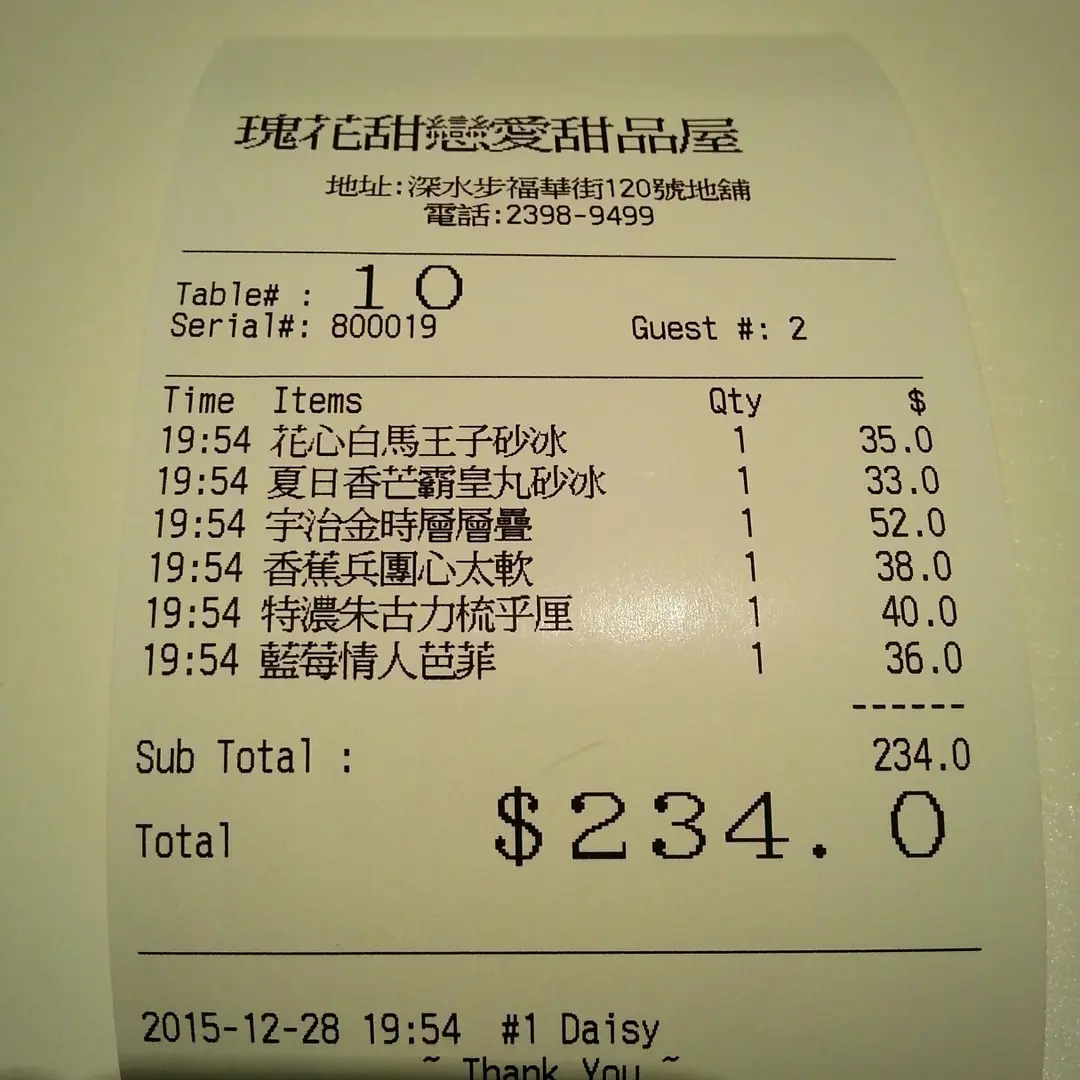 瑰花甜戀愛甜品屋
地址:深水步福華街120號地舖
電話:2398-9499
Table# : 10
Serial#: 800019 Guest #: 2
Time Items Qty $
19:54 花心白馬王子砂冰 1 35.0
19:54 夏日香芒霸皇丸砂冰 1 33.0
19:54 宇治金時層層疊 1 52.0
19:54 香蕉兵團心太軟 1 38.0
19:54 特濃朱古力梳乎厘 1 40.0
19:54 藍莓情人芭菲 1 36.0
------
Sub Total : 234.0
Total $234.0
2015-12-28 19:54 #1 Daisy
~ Thank You ~